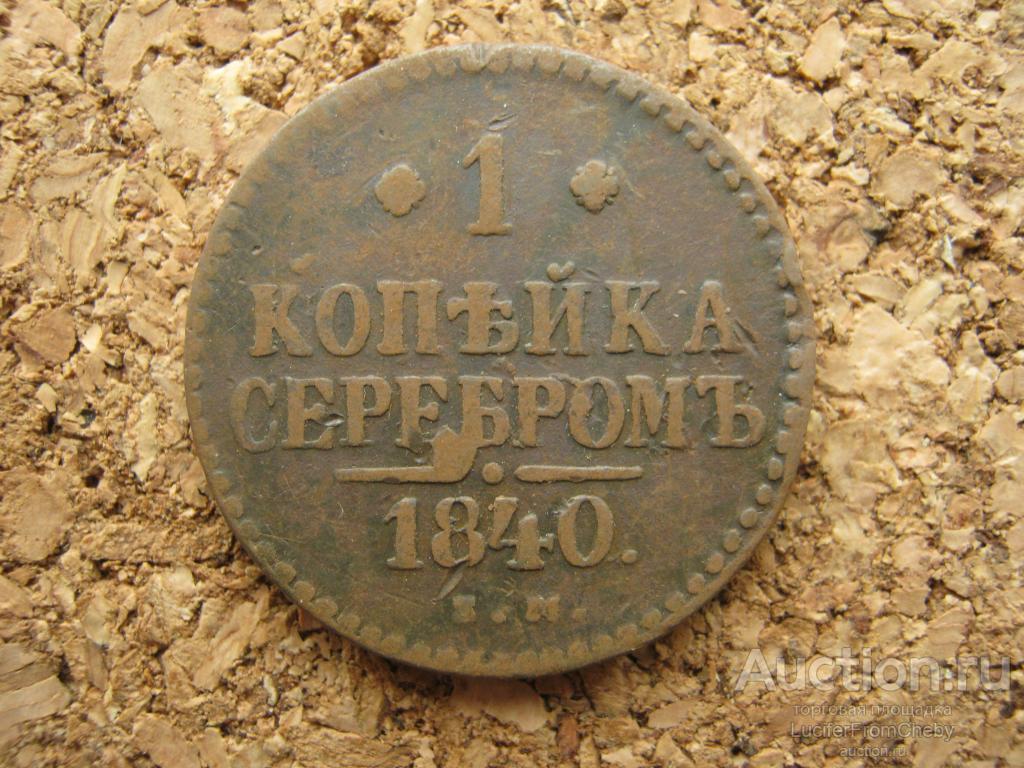 1
КОПѢЙКА
СЕРЕБРОМЪ
1840.
Е.М.
Auction.ru
торговая площадка
LuciferFromCheby
auction.ru